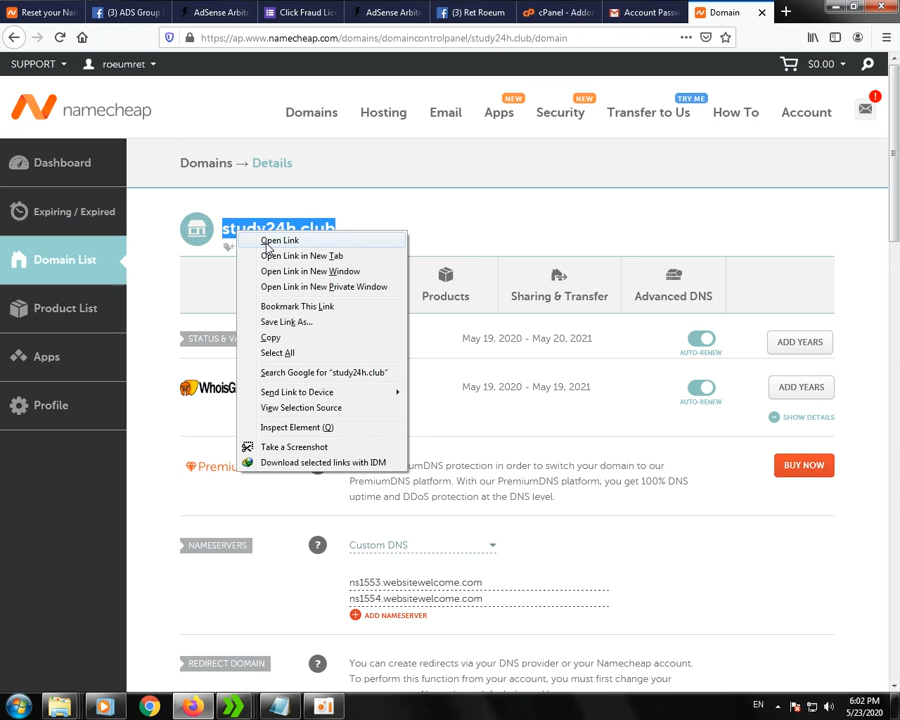 Reset your Nam
(3) ADS Group
AdSense Arbitr
Click Fraud Lic
AdSense Arbitr
(3) Ret Roeum
cPanel - Addo
Account Passw
Domain
https://ap.www.namecheap.com/domains/domaincontrolpanel/study24h.club/domain
SUPPORT
roeumret
$0.00
namecheap
Domains
Hosting
Email
NEW
Apps
NEW
Security
TRY ME
Transfer to Us
How To
Account
!
Dashboard
Expiring / Expired
Domain List
Product List
Apps
Profile
Domains → Details
study24h.club
Open Link
Open Link in New Tab
Open Link in New Window
Open Link in New Private Window
Bookmark This Link
Save Link As...
Copy
Select All
Search Google for "study24h.club"
Send Link to Device
View Selection Source
Inspect Element (Q)
Take a Screenshot
Download selected links with IDM
Products
Sharing & Transfer
Advanced DNS
STATUS & VA
May 19, 2020 - May 20, 2021
AUTO-RENEW
ADD YEARS
WhoisG
May 19, 2020 - May 19, 2021
AUTO-RENEW
ADD YEARS
SHOW DETAILS
Premiu
umDNS protection in order to switch your domain to our
PremiumDNS platform. With our PremiumDNS platform, you get 100% DNS
uptime and DDoS protection at the DNS level.
BUY NOW
NAMESERVERS
?
Custom DNS
ns1553.websitewelcome.com
ns1554.websitewelcome.com
ADD NAMESERVER
REDIRECT DOMAIN
?
You can create redirects via your DNS provider or your Namecheap account.
To perform this function from your account, you must first change your
EN
6:02 PM
5/23/2020